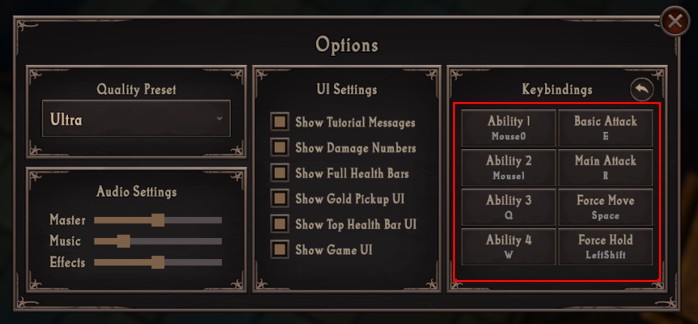 Options
Quality Preset
Ultra
Audio Settings
Master
Music
Effects
UI Settings
Show Tutorial Messages
Show Damage Numbers
Show Full Health Bars
Show Gold Pickup UI
Show Top Health Bar UI
Show Game UI
Keybindings
Ability 1
Mouse0
Basic Attack
E
Ability 2
Mouse1
Main Attack
R
Ability 3
Q
Force Move
Space
Ability 4
W
Force Hold
LeftShift